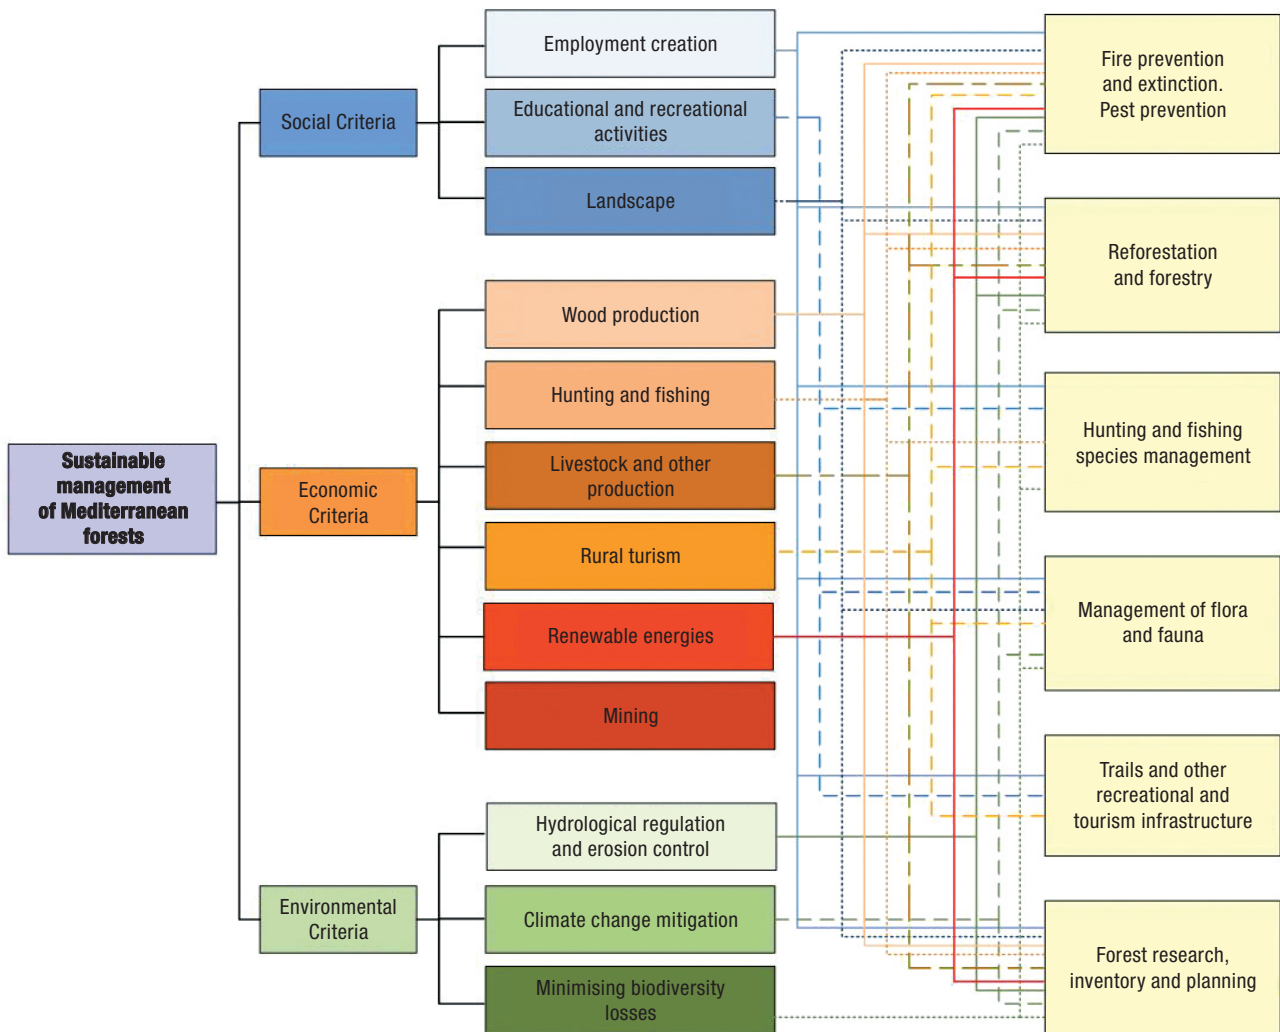 Sustainable
management
of Mediterranean
forests
Social Criteria
Economic
Criteria
Environmental
Criteria
Employment creation
Educational and recreational
activities
Landscape
Wood production
Hunting and fishing
Livestock and other
production
Rural turism
Renewable energies
Mining
Hydrological regulation
and erosion control
Climate change mitigation
Minimising biodiversity
losses
Fire prevention
and extinction.
Pest prevention
Reforestation
and forestry
Hunting and fishing
species management
Management of flora
and fauna
Trails and other
recreational and
tourism infrastructure
Forest research,
inventory and planning